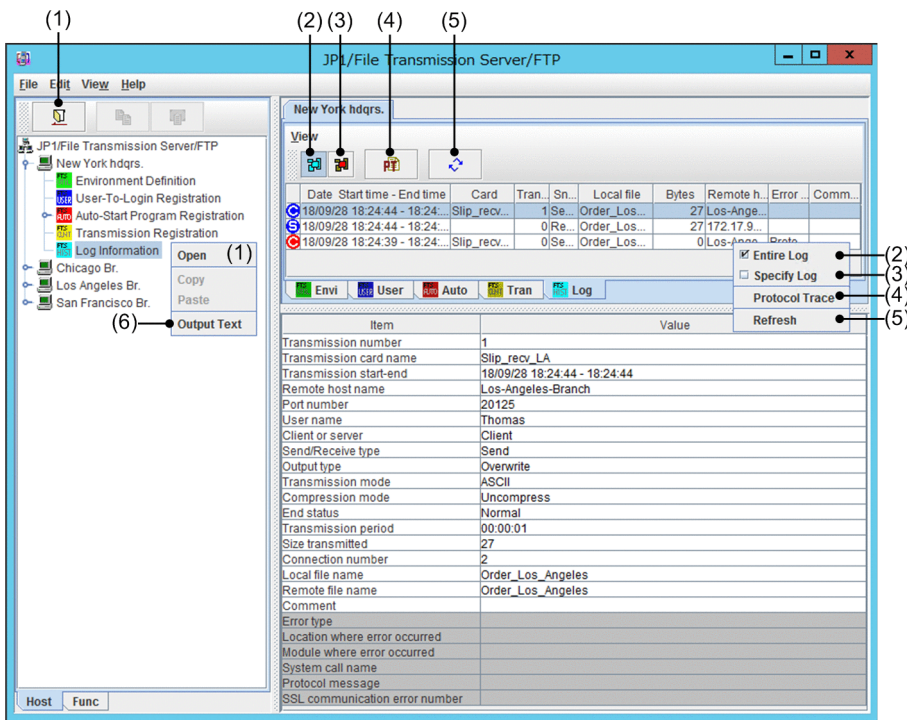 (1)
(2) (3) (4) (5)
JP1/File Transmission Server/FTP
File Edit View Help
New York hdqrs.
View
JP1/File Transmission Server/FTP
New York hdqrs.
Environment Definition
User-To-Login Registration
Auto-Start Program Registration
Transmission Registration
Log Information
Chicago Br.
Los Angeles Br.
San Francisco Br.
Open (1)
Copy
Paste
(6) Output Text
Date Start time - End time Card Tran... Sn... Local file Bytes Remote h... Error ... Comm...
C 18/09/28 18:24:44 - 18:24:... Slip_recv... 1 Se... Order_Los... 27 Los-Ange...
S 18/09/28 18:24:44 - 18:24:... 0 Re... Order_Los... 27 172.17.9...
C 18/09/28 18:24:39 - 18:24:... Slip_recv... 0 Se... Order_Los... 0 Los-Ange... Proto...
Entire Log (2)
Specify Log (3)
Protocol Trace (4)
Refresh (5)
Envi User Auto Tran Log
Item Value
Transmission number 1
Transmission card name Slip_recv_LA
Transmission start-end 18/09/28 18:24:44 - 18:24:44
Remote host name Los-Angeles-Branch
Port number 20125
User name Thomas
Client or server Client
Send/Receive type Send
Output type Overwrite
Transmission mode ASCII
Compression mode Uncompress
End status Normal
Transmission period 00:00:01
Size transmitted 27
Connection number 2
Local file name Order_Los_Angeles
Remote file name Order_Los_Angeles
Comment
Error type
Location where error occurred
Module where error occurred
System call name
Protocol message
SSL communication error number
Host Func